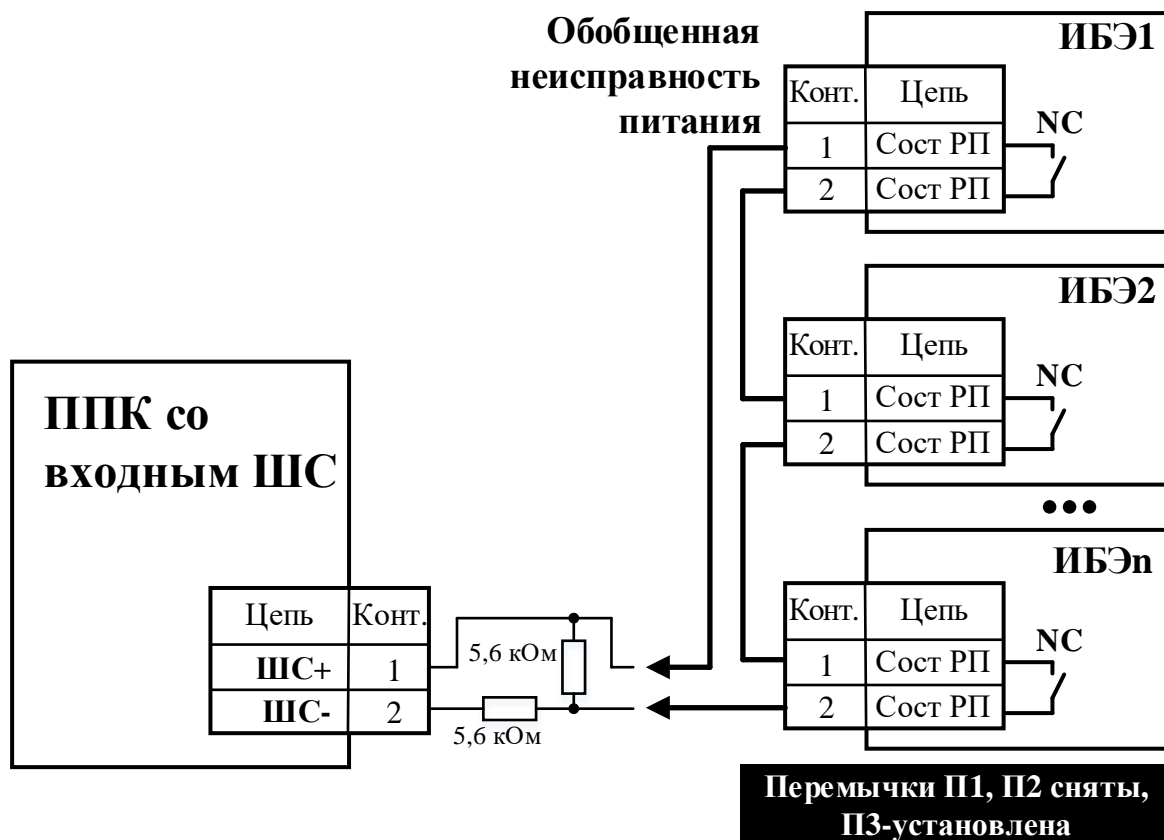 Обобщенная
неисправность
питания
ИБЭ1
Конт. Цепь
1 Сост РП
2 Сост РП
NC
ИБЭ2
Конт. Цепь
1 Сост РП
2 Сост РП
NC
•••
ИБЭn
Конт. Цепь
1 Сост РП
2 Сост РП
NC
ППК со
входным ШС
Цепь Конт.
ШС+ 1
ШС- 2
5,6 кОм
5,6 кОм
Перемычки П1, П2 сняты,
П3-установлена